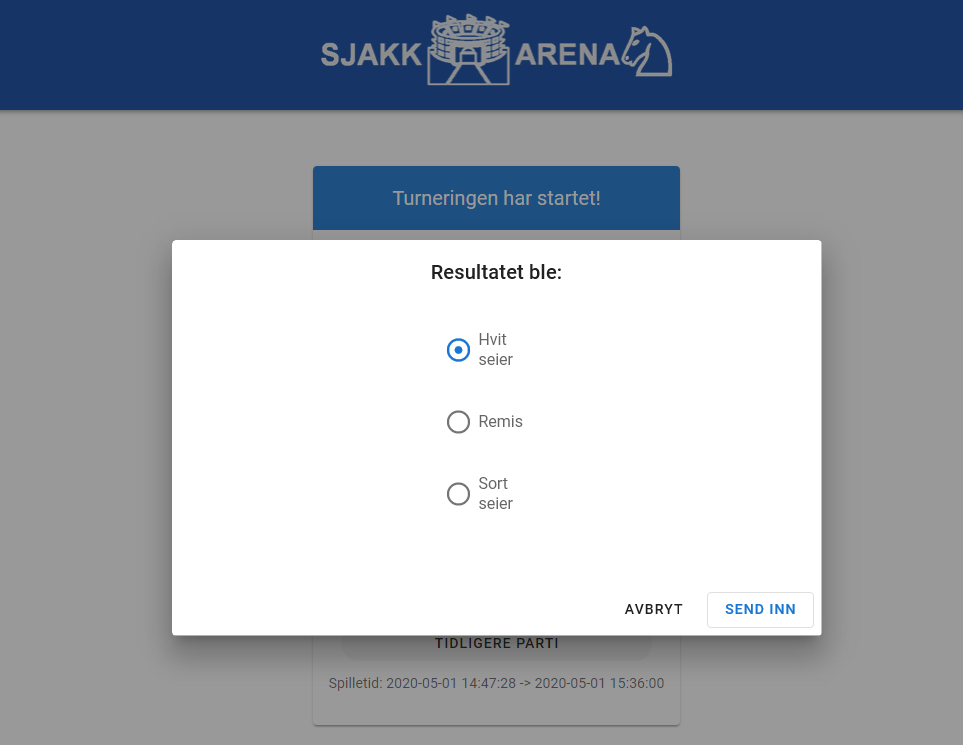 SJAKK ARENA
Turneringen har startet!
Resultatet ble:
Hvit
seier
Remis
Sort
seier
AVBRYT SEND INN
TIDLIGERE PARTI
Spilletid: 2020-05-01 14:47:28 -> 2020-05-01 15:36:00